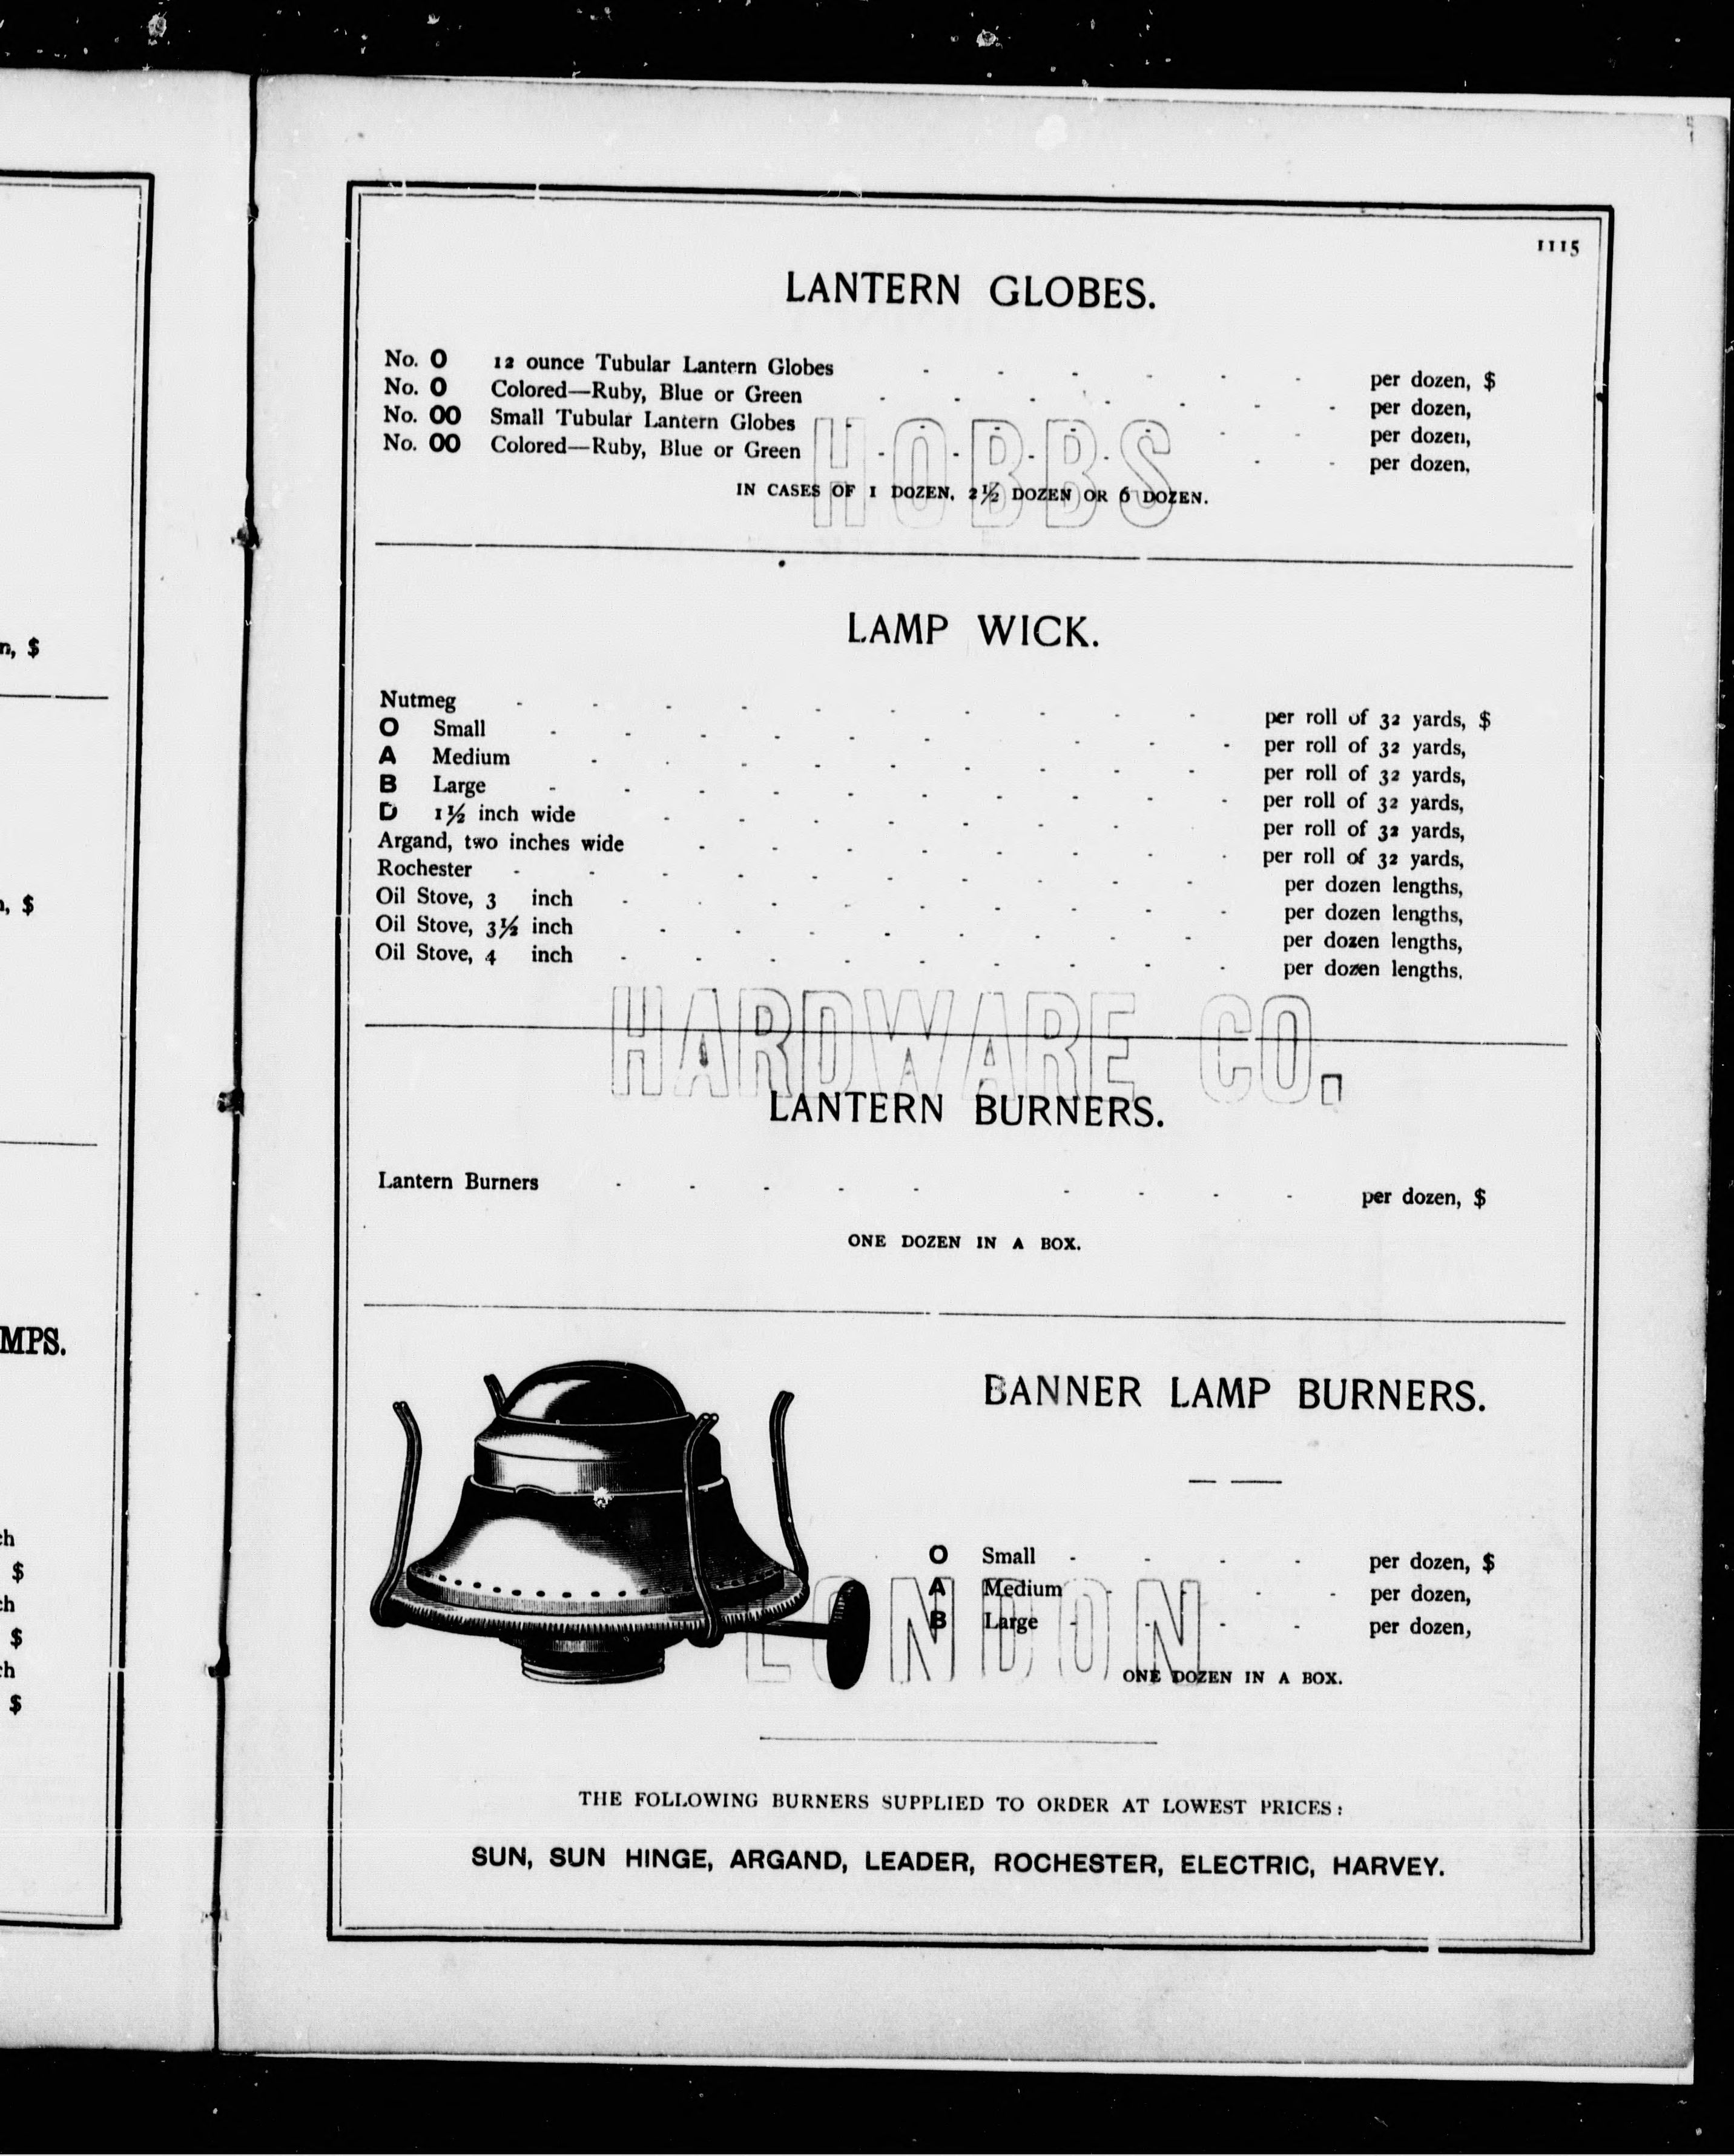 n, $
, $
MPS.
ch
$
ch
$
ch
$
1115
LANTERN GLOBES.
No. O 12 ounce Tubular Lantern Globes - - - - - - per dozen, $
No. O Colored—Ruby, Blue or Green - - - - - - - per dozen,
No. OO Small Tubular Lantern Globes - - - - - - - per dozen,
No. OO Colored—Ruby, Blue or Green - - - - - - per dozen,
IN CASES OF 1 DOZEN, 2½ DOZEN OR 6 DOZEN.
HOBBS
LAMP WICK.
Nutmeg - - - - - - - - - - per roll of 32 yards, $
O Small - - - - - - - - - per roll of 32 yards,
A Medium - - - - - - - - - per roll of 32 yards,
B Large - - - - - - - - - - per roll of 32 yards,
D 1½ inch wide - - - - - - - per roll of 32 yards,
Argand, two inches wide - - - - - - - - per roll of 32 yards,
Rochester - - - - - - - - - - per dozen lengths,
Oil Stove, 3 inch - - - - - - - - - per dozen lengths,
Oil Stove, 3½ inch - - - - - - - - per dozen lengths,
Oil Stove, 4 inch - - - - - - - - - per dozen lengths,
HARDWARE CO.
LANTERN BURNERS.
Lantern Burners - - - - - - - - - per dozen, $
ONE DOZEN IN A BOX.
BANNER LAMP BURNERS.
O Small - - - - per dozen, $
A Medium - - - - per dozen,
B Large - - - - per dozen,
LONDON
ONE DOZEN IN A BOX.
THE FOLLOWING BURNERS SUPPLIED TO ORDER AT LOWEST PRICES:
SUN, SUN HINGE, ARGAND, LEADER, ROCHESTER, ELECTRIC, HARVEY.